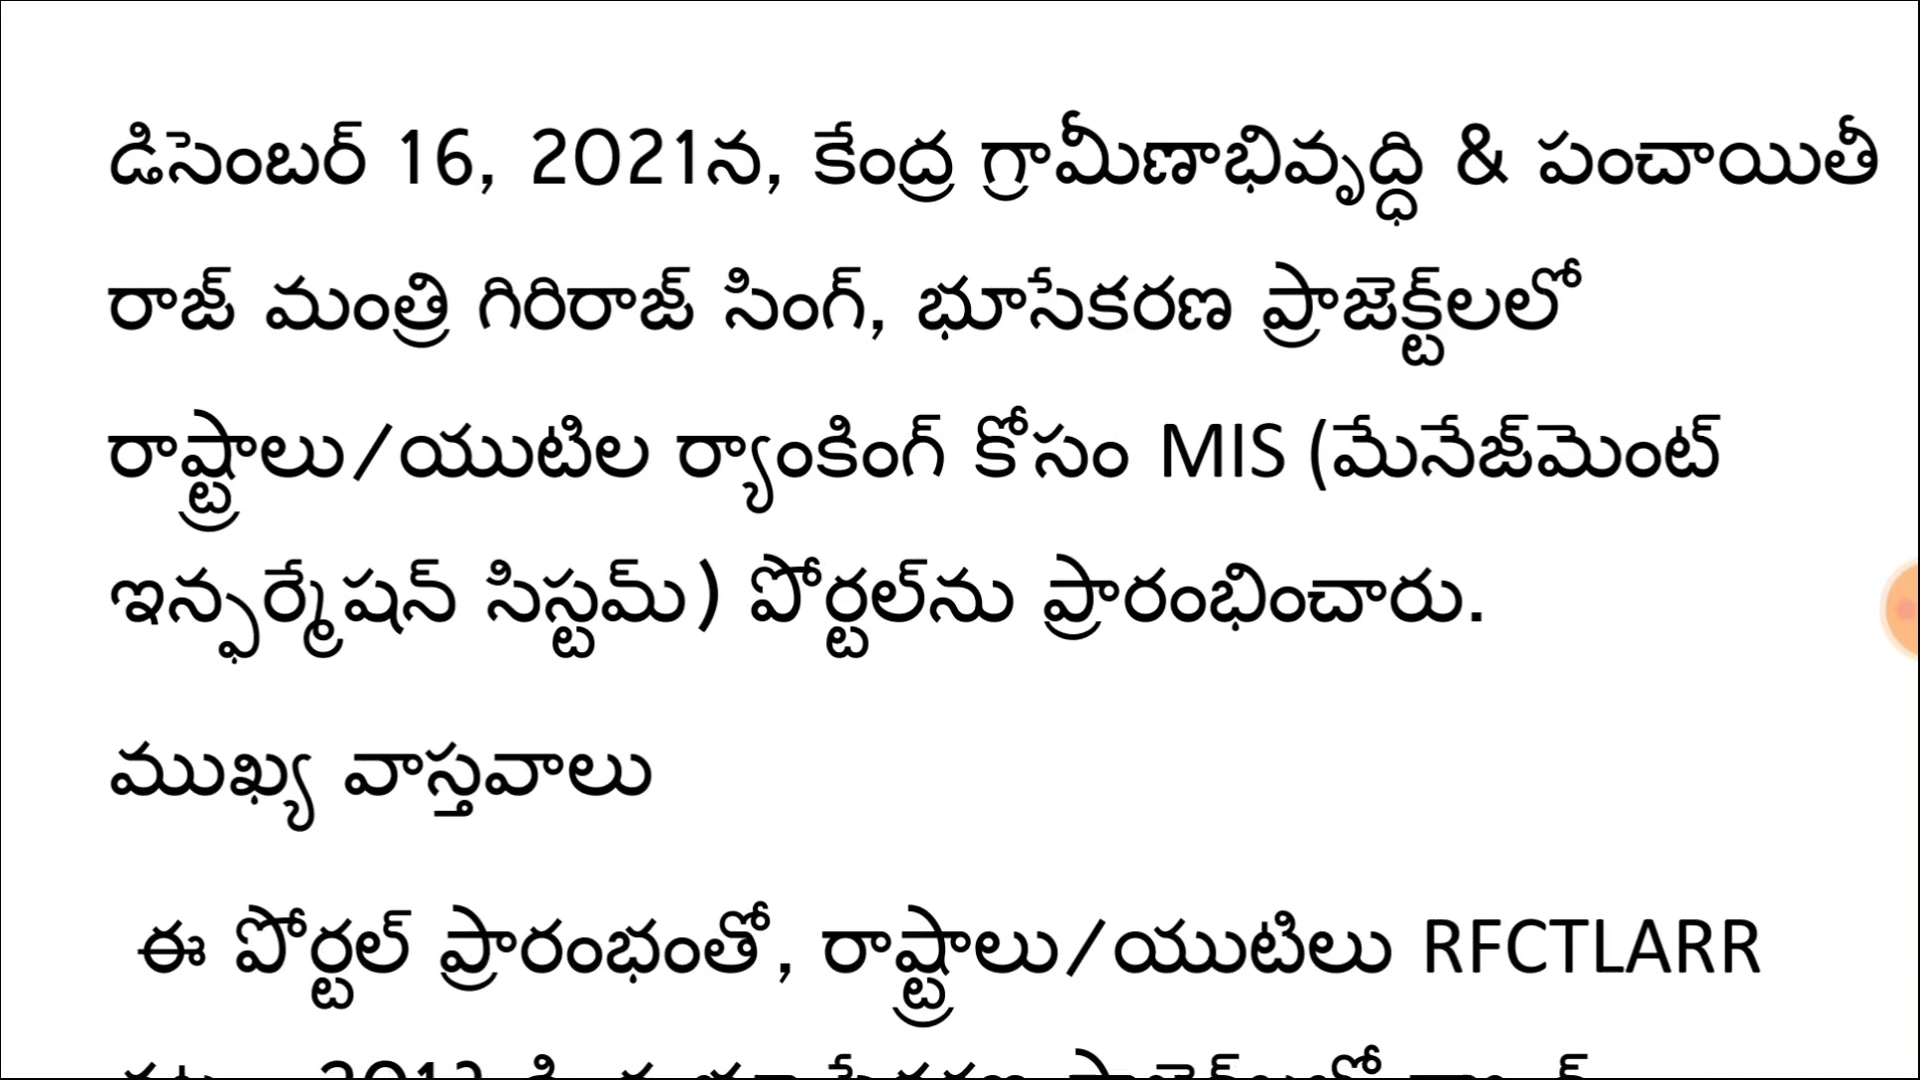 డిసెంబర్ 16, 2021న, కేంద్ర గ్రామీణాభివృద్ధి & పంచాయితీ
రాజ్ మంత్రి గిరిరాజ్ సింగ్, భూసేకరణ ప్రాజెక్ట్‌లలో
రాష్ట్రాలు/యుటిల ర్యాంకింగ్ కోసం MIS (మేనేజ్‌మెంట్
ఇన్ఫర్మేషన్ సిస్టమ్) పోర్టల్‌ను ప్రారంభించారు.
ముఖ్య వాస్తవాలు
ఈ పోర్టల్ ప్రారంభంతో, రాష్ట్రాలు/యుటిలు RFCTLARR